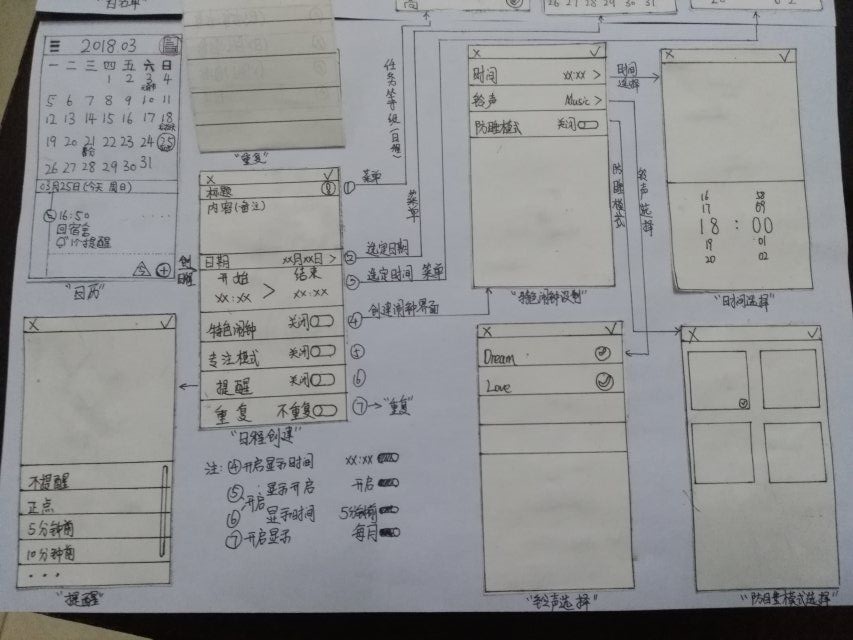 26 27 28 29 30 31
2018 03
一 二 三 四 五 六 日
1 2 3 4
5 6 7 8 9 10 11
12 13 14 15 16 17 18
19 20 21 22 23 24 25
26 27 28 29 30 31
03月25日(今天 周日)
16:50
回宿舍
提醒
"日历"
创建
"重复"
X ✓
标题
内容(备注)
日期 xx月xx日 >
开始 结束
xx:xx > xx:xx
特色闹钟 关闭
专注模式 关闭
提醒 关闭
重复 不重复
"日程创建"
① 菜单
② 选定日期
③ 选定时间 菜单
④ 创建闹钟界面
⑤
⑥
⑦→"重复"
任务等级(日程)
菜单
X ✓
时间 xx:xx >
铃声 Music >
防睡模式 关闭
"特色闹钟设制"
时间
选择
防睡模式
铃声选择
16 58
17 59
18 : 00
19 01
20 02
"时间选择"
X ✓
不提醒
正点
5分钟前
10分钟前
...
"提醒"
注: ④开启显示时间 xx:xx
⑤ 显示开启 开启
开启
⑥ 显示时间 5分钟前
⑦开启显示 每月
X ✓
Dream
Love
"铃声选择"
X ✓
"防睡模式选择"